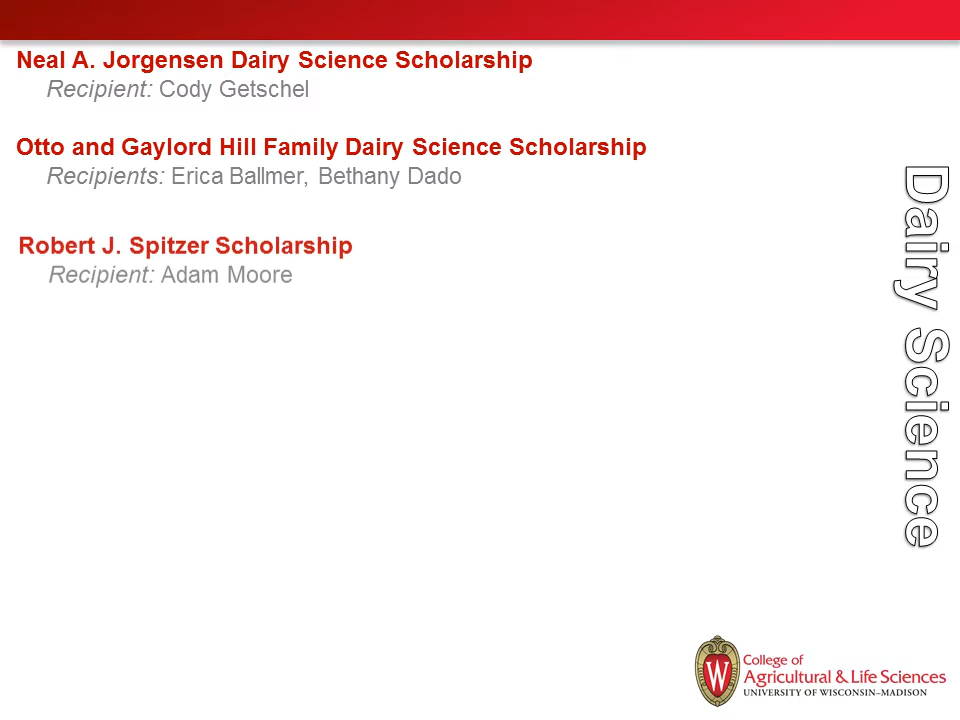 Neal A. Jorgensen Dairy Science Scholarship
Recipient: Cody Getschel
Otto and Gaylord Hill Family Dairy Science Scholarship
Recipients: Erica Ballmer, Bethany Dado
Robert J. Spitzer Scholarship
Recipient: Adam Moore
Dairy Science
W
College of
Agricultural & Life Sciences
UNIVERSITY OF WISCONSIN–MADISON